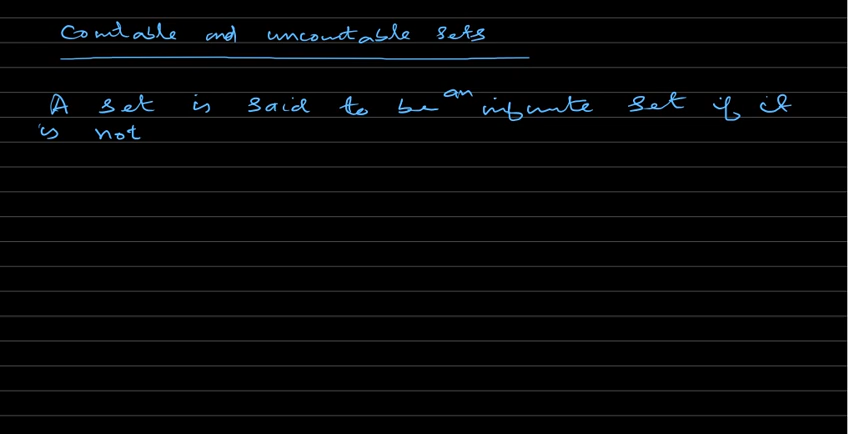 Countable and uncountable sets
A set is said to be an infinite set if it
is not